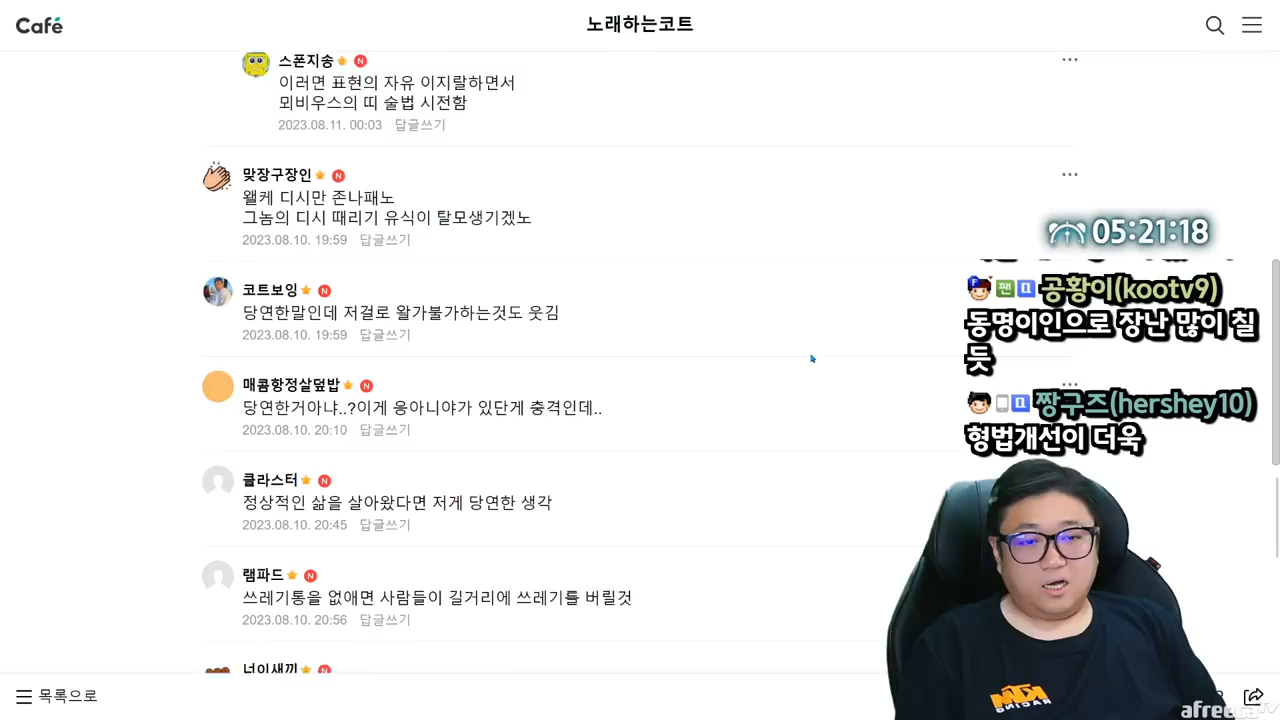 Café
노래하는코트
스폰지송 N
이러면 표현의 자유 이지랄하면서
뫼비우스의 띠 술법 시전함
2023.08.11. 00:03 답글쓰기
맞장구장인 N
왤케 디시만 존나패노
그놈의 디시 때리기 유식이 탈모생기겠노
2023.08.10. 19:59 답글쓰기
05:21:18
코트보잉 N
당연한말인데 저걸로 왈가불가하는것도 웃김
2023.08.10. 19:59 답글쓰기
팬 공황이(kootv9)
동명이인으로 장난 많이 칠
듯
매콤항정살덮밥 N
당연한거아냐..?이게 응아니야가 있단게 충격인데..
2023.08.10. 20:10 답글쓰기
짱구즈(hershey10)
형법개선이 더욱
클라스터 N
정상적인 삶을 살아왔다면 저게 당연한 생각
2023.08.10. 20:45 답글쓰기
램파드 N
쓰레기통을 없애면 사람들이 길거리에 쓰레기를 버릴것
2023.08.10. 20:56 답글쓰기
너이새끼 N
목록으로
KTM
RACING
afreecaTV